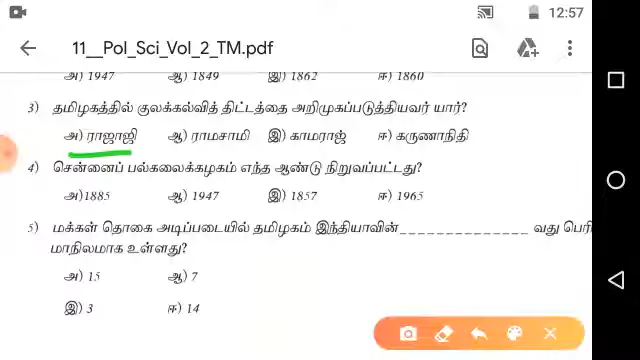 12:57
11__Pol_Sci_Vol_2_TM.pdf
அ) 1947 ஆ) 1849 இ) 1862 ஈ) 1860
3) தமிழகத்தில் குலக்கல்வித் திட்டத்தை அறிமுகப்படுத்தியவர் யார்?
அ) ராஜாஜி ஆ) ராமசாமி இ) காமராஜ் ஈ) கருணாநிதி
4) சென்னைப் பல்கலைக்கழகம் எந்த ஆண்டு நிறுவப்பட்டது?
அ)1885 ஆ) 1947 இ) 1857 ஈ) 1965
5) மக்கள் தொகை அடிப்படையில் தமிழகம் இந்தியாவின்______________ வது பெரி
மாநிலமாக உள்ளது?
அ) 15 ஆ) 7
இ) 3 ஈ) 14